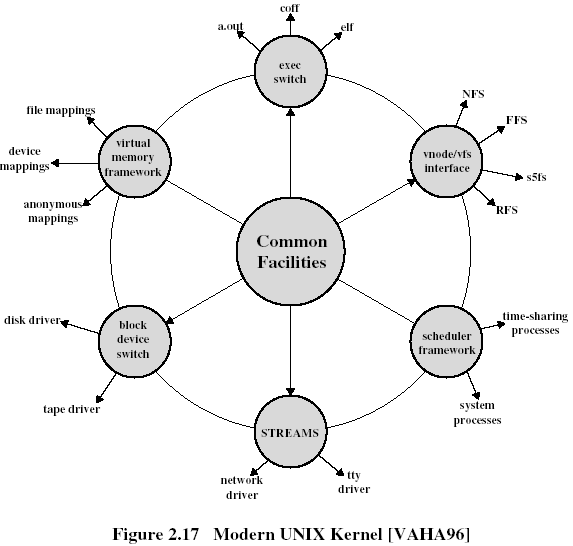 coff
a.out
elf
exec
switch
NFS
FFS
s5fs
RFS
vnode/vfs
interface
file mappings
device
mappings
anonymous
mappings
virtual
memory
framework
Common
Facilities
disk driver
tape driver
block
device
switch
scheduler
framework
time-sharing
processes
system
processes
STREAMS
network
driver
tty
driver
Figure 2.17 Modern UNIX Kernel [VAHA96]